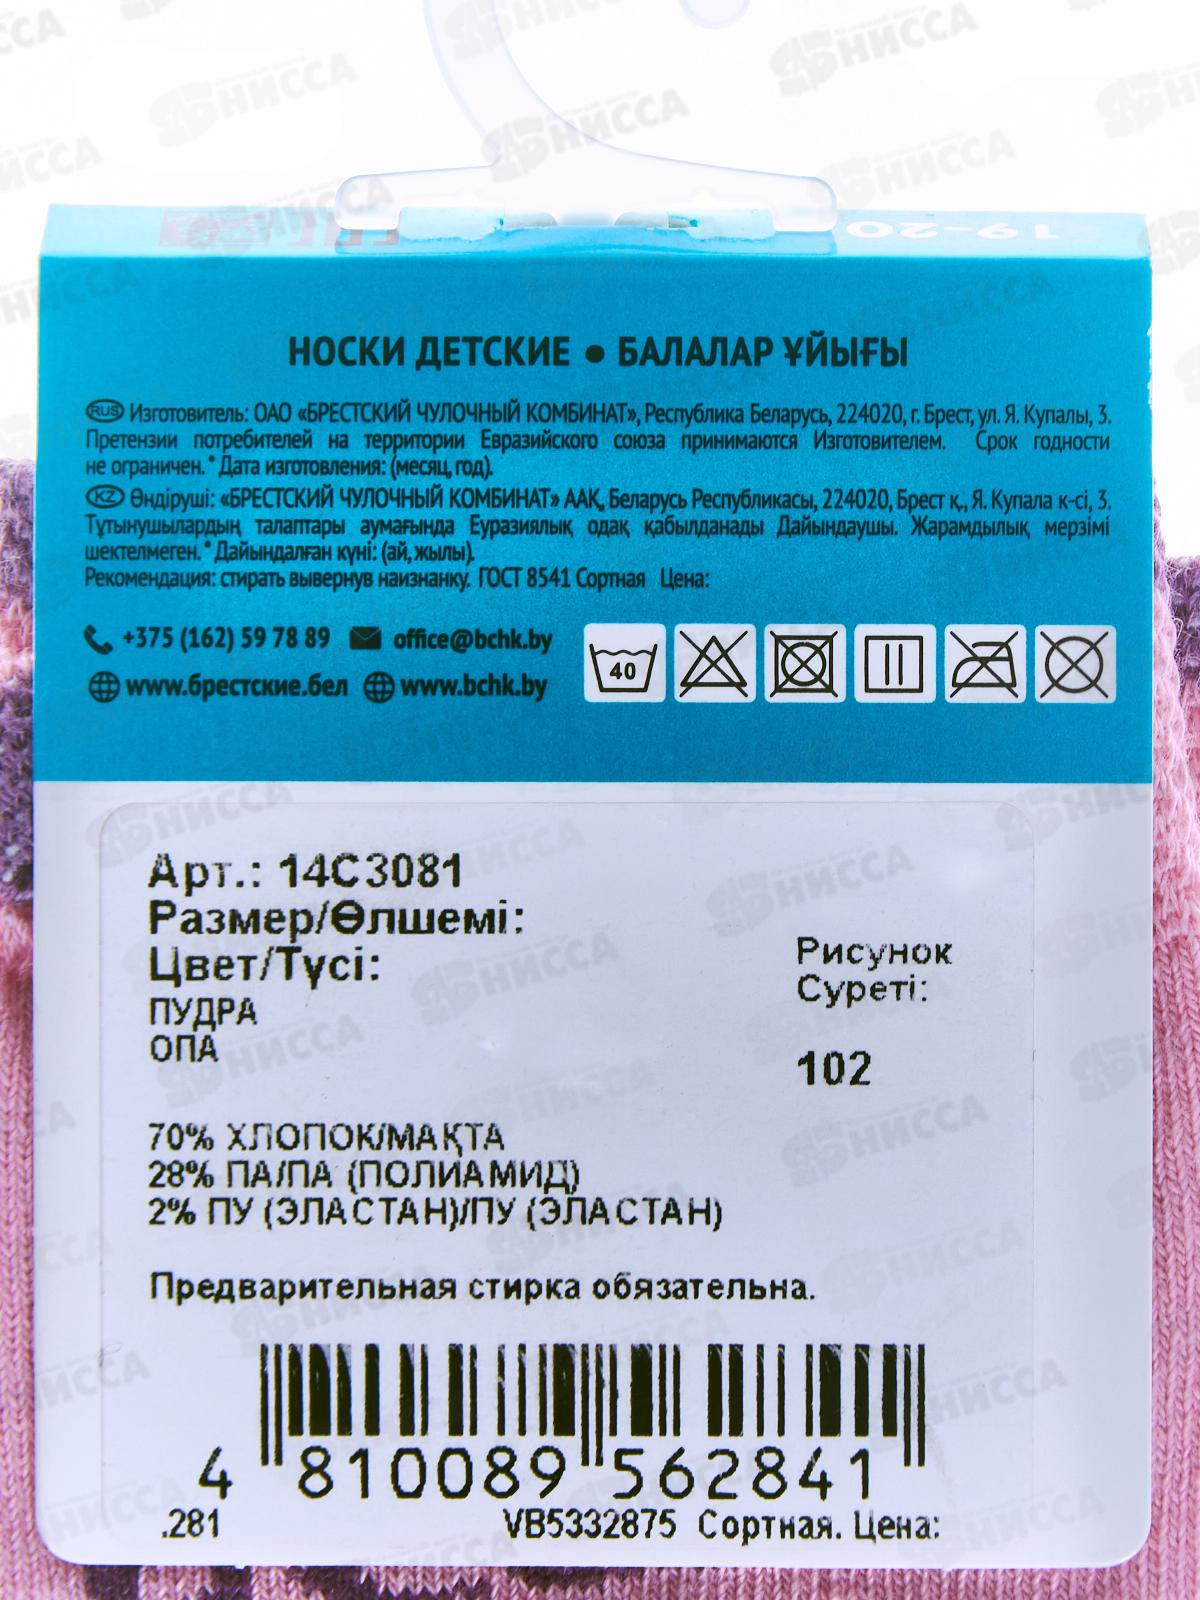 19-20
НОСКИ ДЕТСКИЕ ● БАЛАЛАР ҰЙЫҒЫ
RUS Изготовитель: ОАО «БРЕСТСКИЙ ЧУЛОЧНЫЙ КОМБИНАТ», Республика Беларусь, 224020, г. Брест, ул. Я. Купалы, 3.
Претензии потребителей на территории Евразийского союза принимаются Изготовителем. Срок годности
не ограничен. * Дата изготовления: (месяц, год).
KZ Өндіруші: «БРЕСТСКИЙ ЧУЛОЧНЫЙ КОМБИНАТ» ААҚ, Беларусь Республикасы, 224020, Брест қ., Я. Купала к-сі, 3.
Тұтынушылардың талаптары аумағында Еуразиялық одақ қабылданады Дайындаушы. Жарамдылық мерзімі
шектелмеген. * Дайындалған күні: (ай, жылы).
Рекомендация: стирать вывернув наизнанку. ГОСТ 8541 Сортная Цена:
+375 (162) 59 78 89 office@bchk.by
www.брестские.бел www.bchk.by
40
Арт.: 14С3081
Размер/Өлшемі:
Цвет/Түсі:
ПУДРА
ОПА
Рисунок
Суреті:
102
70% ХЛОПОК/МАҚТА
28% ПА/ПА (ПОЛИАМИД)
2% ПУ (ЭЛАСТАН)/ПУ (ЭЛАСТАН)
Предварительная стирка обязательна.
4 810089 562841
.281 VB5332875 Сортная. Цена:
НИССА